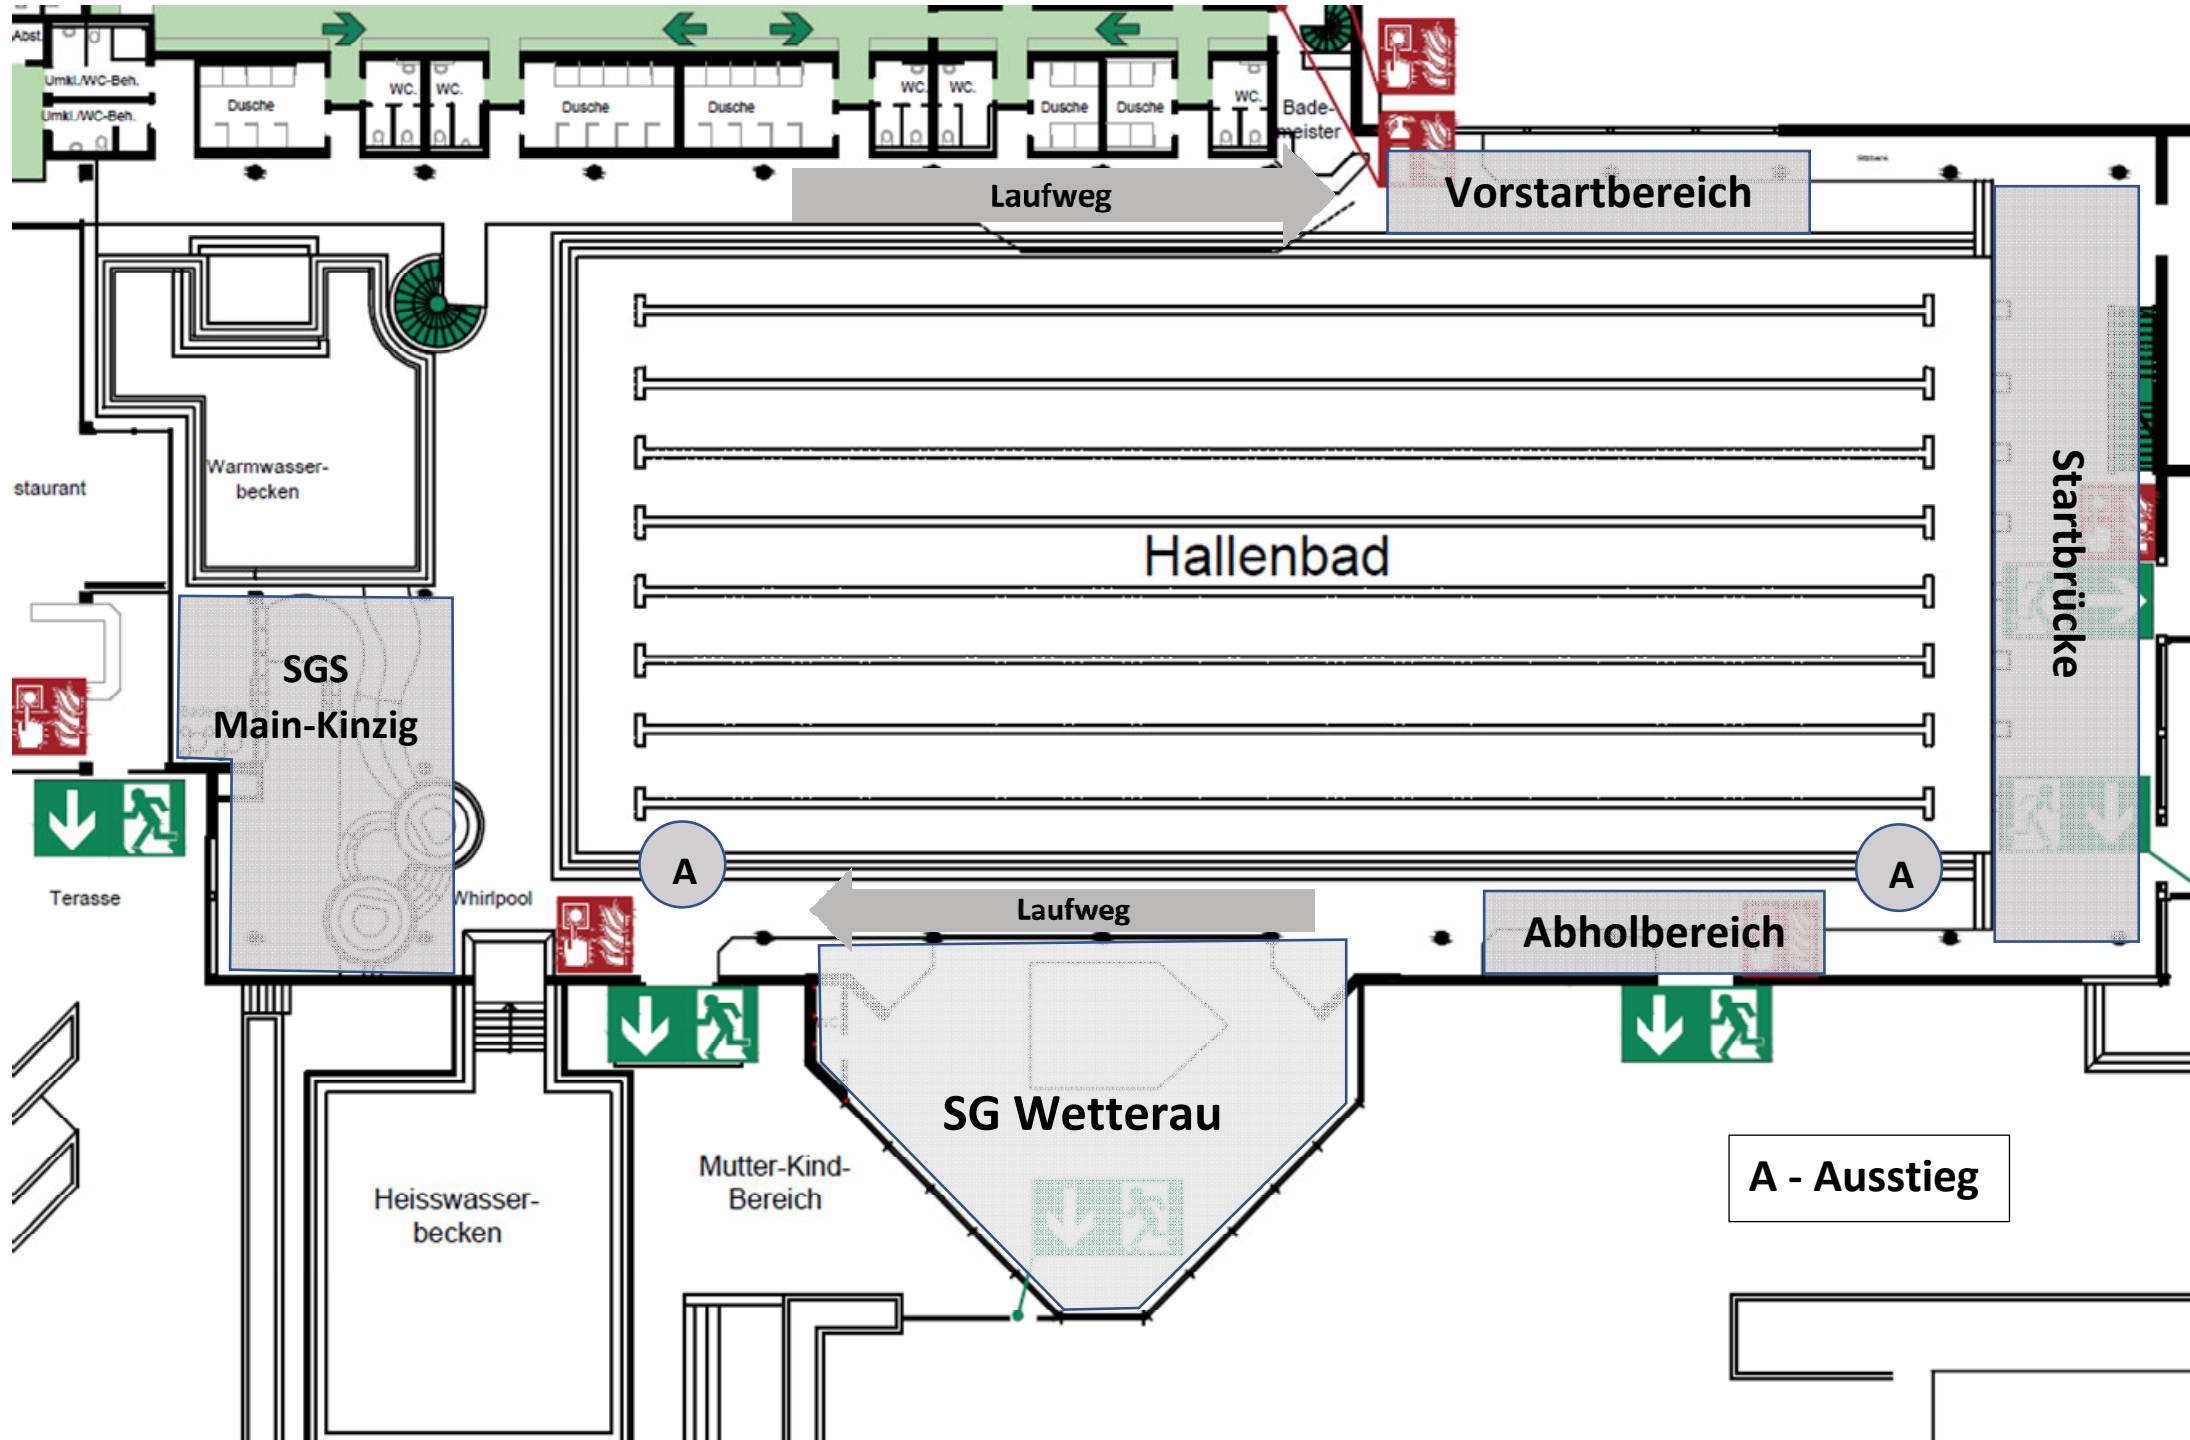 Abst.
Umkl./WC-Beh.
Umkl./WC-Beh.
Dusche
WC.
WC.
Dusche
Dusche
WC.
WC.
Dusche
Dusche
WC.
Bade-
meister
Laufweg
Vorstartbereich
Warmwasser-
becken
staurant
Hallenbad
Startbrücke
SGS
Main-Kinzig
A
A
Terasse
Whirlpool
Laufweg
Abholbereich
SG Wetterau
Mutter-Kind-
Bereich
Heisswasser-
becken
A - Ausstieg